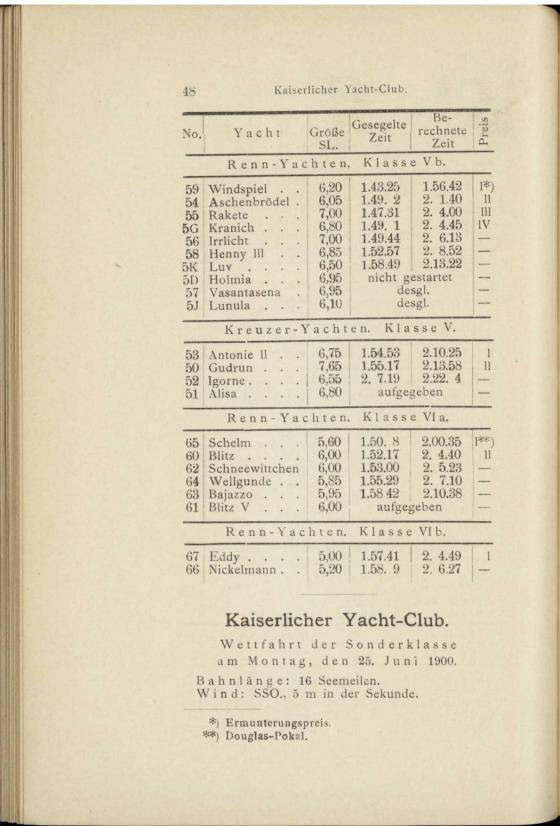 48 Kaiserlicher Yacht-Club.
No. Yacht Größe SL. Gesegelte Zeit Be-rechnete Zeit Preis
Renn-Yachten. Klasse Vb.
59 Windspiel . . 6,20 1.43.25 1.56.42 I*)
54 Aschenbrödel . 6,05 1.49. 2 2. 1.40 II
55 Rakete . . . 7,00 1.47.31 2. 4.00 III
5G Kranich . . . 6,80 1.49. 1 2. 4.45 IV
56 Irrlicht . . . 7,00 1.49.44 2. 6.13 —
58 Henny III . . 6,85 1.52.57 2. 8.52 —
5K Luv . . . . 6,50 1.58.49 2.13.22 —
5D Holmia . . . 6,95 nicht gestartet —
57 Vasantasena . 6,95 desgl. —
5J Lunula . . . 6,10 desgl. —
Kreuzer-Yachten. Klasse V.
53 Antonie II . . 6,75 1.54.53 2.10.25 I
50 Gudrun . . . 7,65 1.55.17 2.13.58 II
52 Igorne . . . . 6,55 2. 7.19 2.22. 4 —
51 Alisa . . . . 6,80 aufgegeben —
Renn-Yachten. Klasse VIa.
65 Schelm . . . 5,60 1.50. 8 2.00.35 I**)
60 Blitz . . . . 6,00 1.52.17 2. 4.40 II
62 Schneewittchen 6,00 1.53.00 2. 5.23 —
64 Wellgunde . . 5,85 1.55.29 2. 7.10 —
63 Bajazzo . . . 5,95 1.58 42 2.10.38 —
61 Blitz V . . . 6,00 aufgegeben —
Renn-Yachten. Klasse VIb.
67 Eddy . . . . 5,00 1.57.41 2. 4.49 I
66 Nickelmann . . 5,20 1.58. 9 2. 6.27 —
Kaiserlicher Yacht-Club.
Wettfahrt der Sonderklasse
am Montag, den 25. Juni 1900.
Bahnlänge: 16 Seemeilen.
Wind: SSO., 5 m in der Sekunde.
*) Ermunterungspreis.
**) Douglas-Pokal.